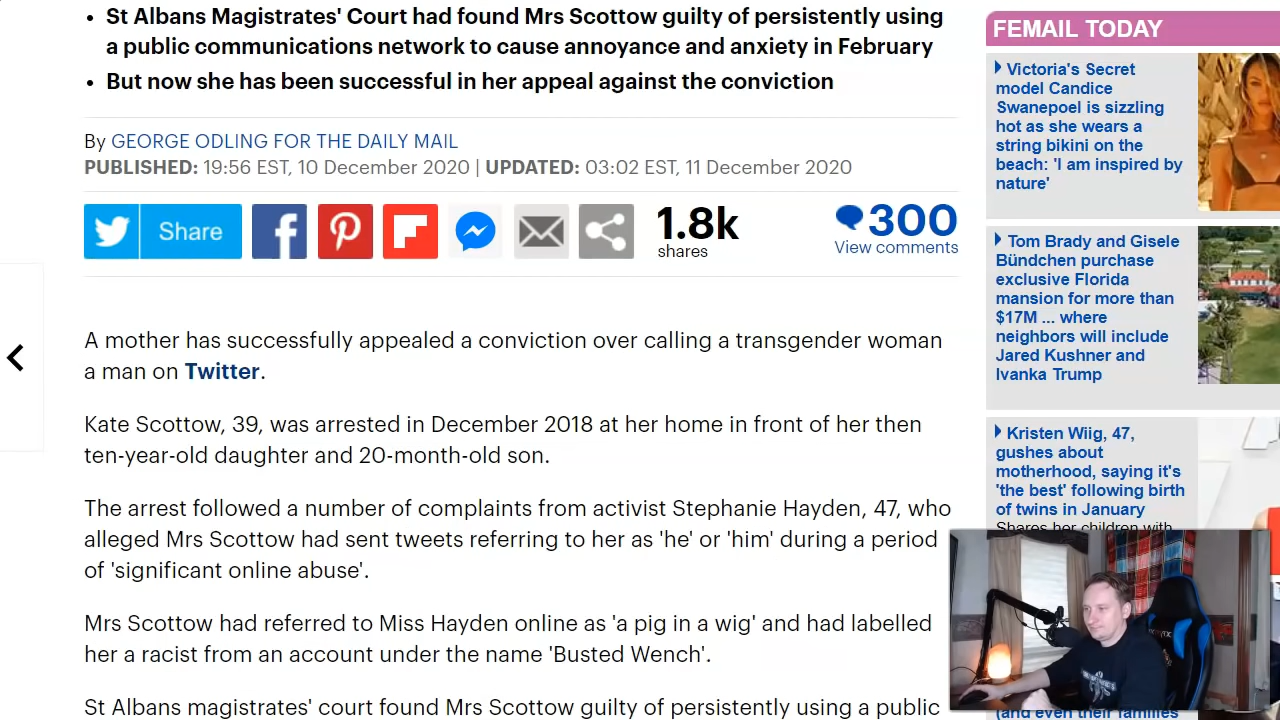 St Albans Magistrates' Court had found Mrs Scottow guilty of persistently using
a public communications network to cause annoyance and anxiety in February
But now she has been successful in her appeal against the conviction
By GEORGE ODLING FOR THE DAILY MAIL
PUBLISHED: 19:56 EST, 10 December 2020 | UPDATED: 03:02 EST, 11 December 2020
Share
1.8k
shares
300
View comments
A mother has successfully appealed a conviction over calling a transgender woman
a man on Twitter.
Kate Scottow, 39, was arrested in December 2018 at her home in front of her then
ten-year-old daughter and 20-month-old son.
The arrest followed a number of complaints from activist Stephanie Hayden, 47, who
alleged Mrs Scottow had sent tweets referring to her as 'he' or 'him' during a period
of 'significant online abuse'.
Mrs Scottow had referred to Miss Hayden online as 'a pig in a wig' and had labelled
her a racist from an account under the name 'Busted Wench'.
St Albans magistrates' court found Mrs Scottow guilty of persistently using a public
FEMAIL TODAY
Victoria's Secret
model Candice
Swanepoel is sizzling
hot as she wears a
string bikini on the
beach: 'I am inspired by
nature'
Tom Brady and Gisele
Bündchen purchase
exclusive Florida
mansion for more than
$17M ... where
neighbors will include
Jared Kushner and
Ivanka Trump
Kristen Wiig, 47,
gushes about
motherhood, saying it's
'the best' following birth
of twins in January
Shares her children with
(and even their families